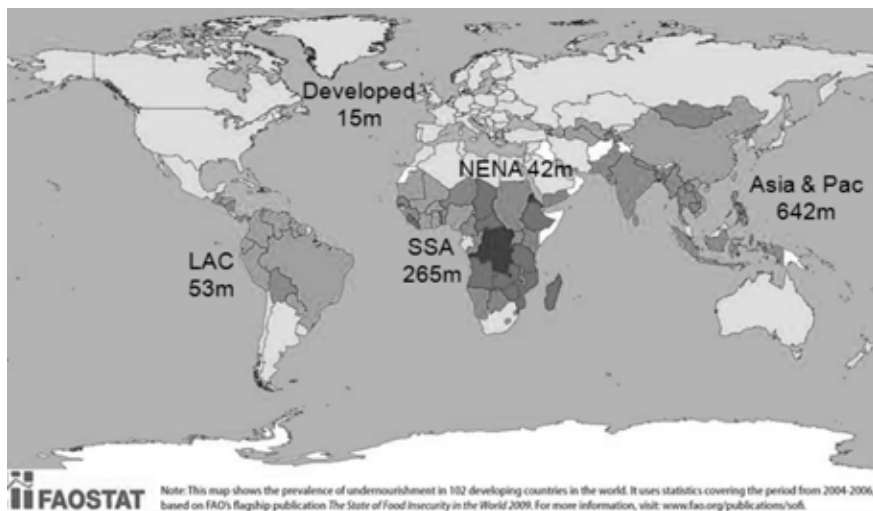 Developed
15m
NENA 42m
Asia & Pac
642m
LAC
53m
SSA
265m
FAOSTAT
Note: This map shows the prevalence of undernourishment in 102 developing countries in the world. It uses statistics covering the period from 2004-2006,
based on FAO's flagship publication The State of Food Insecurity in the World 2009. For more information, visit: www.fao.org/publications/sofi.